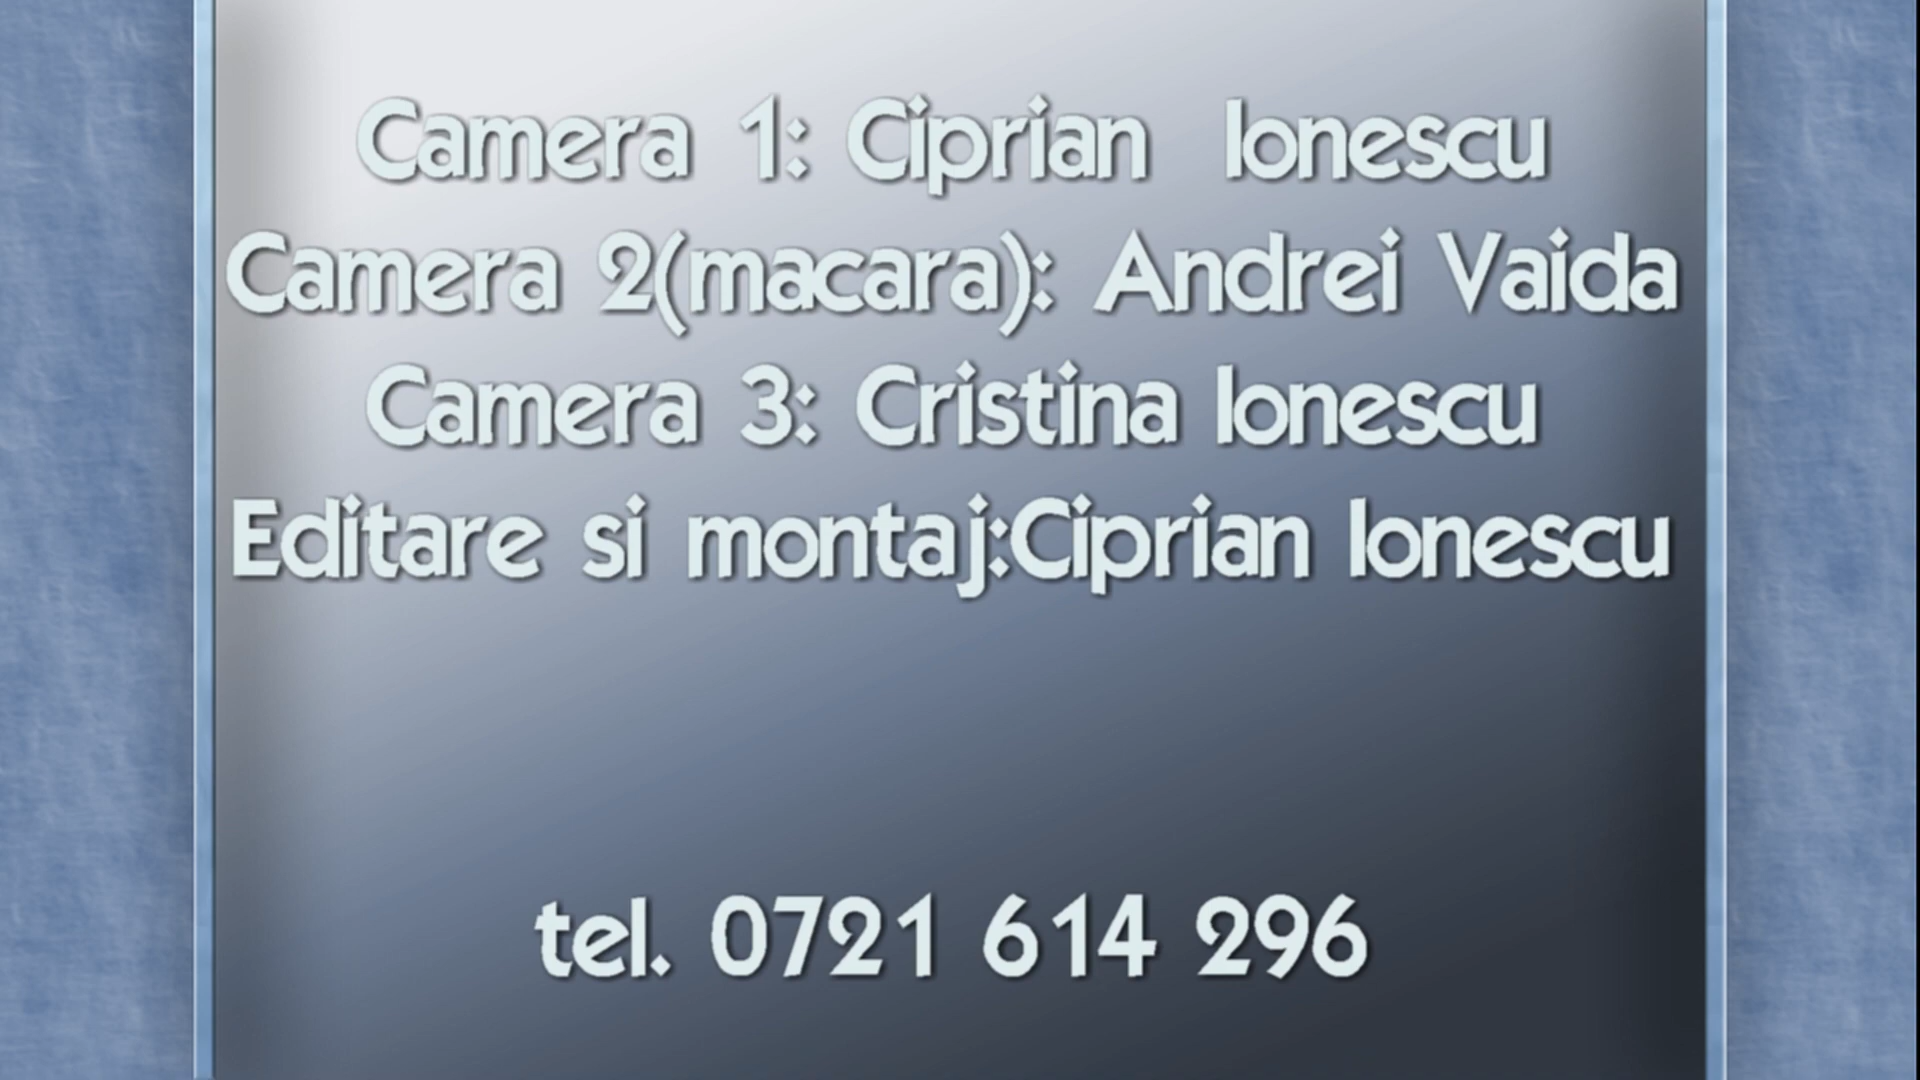 Camera 1: Ciprian Ionescu
Camera 2(macara): Andrei Vaida
Camera 3: Cristina Ionescu
Editare si montaj:Ciprian Ionescu
tel. 0721 614 296